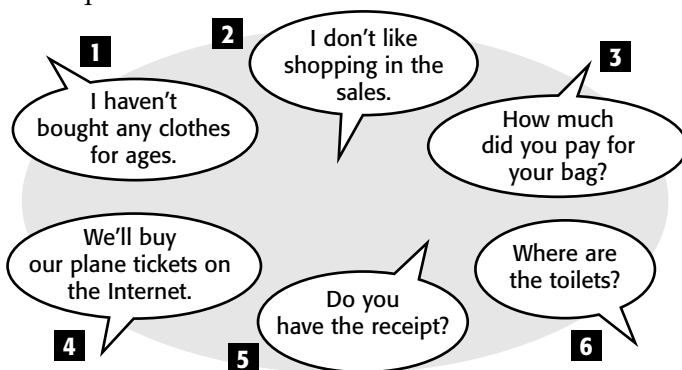 1
I haven't
bought any clothes
for ages.
2
I don't like
shopping in the
sales.
3
How much
did you pay for
your bag?
We'll buy
our plane tickets on
the Internet.
4
Do you
have the receipt?
5
Where are
the toilets?
6